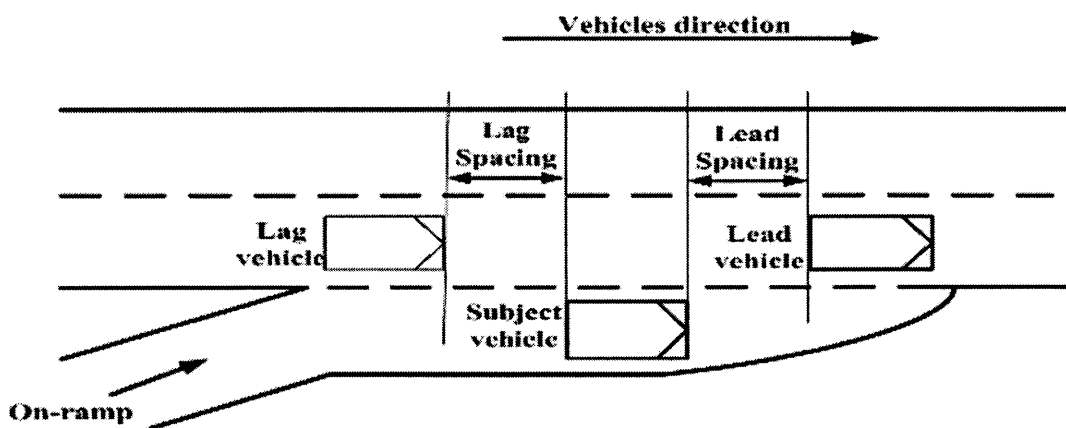 Vehicles direction
Lag
Spacing
Lead
Spacing
Lag
vehicle
Lead
vehicle
Subject
vehicle
On-ramp